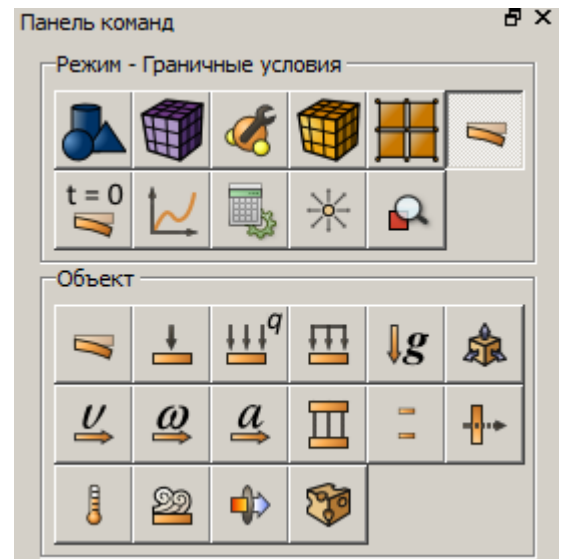 Панель команд
Режим - Граничные условия
t = 0
Объект
q
g
υ ω a